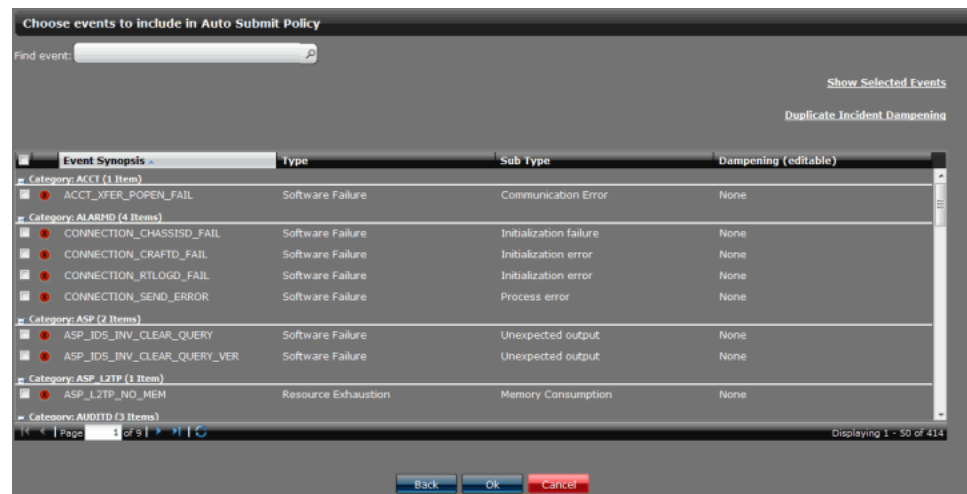 Choose events to include in Auto Submit Policy
Find event:
Show Selected Events
Duplicate Incident Dampening
Event Synopsis Type Sub Type Dampening (editable)
Category: ACCT (1 Item)
ACCT_XFER_POPEN_FAIL Software Failure Communication Error None
Category: ALARMD (4 Items)
CONNECTION_CHASSISD_FAIL Software Failure Initialization failure None
CONNECTION_CRAFTD_FAIL Software Failure Initialization error None
CONNECTION_RTLOGD_FAIL Software Failure Initialization error None
CONNECTION_SEND_ERROR Software Failure Process error None
Category: ASP (2 Items)
ASP_IDS_INV_CLEAR_QUERY Software Failure Unexpected output None
ASP_IDS_INV_CLEAR_QUERY_VER Software Failure Unexpected output None
Category: ASP_L2TP (1 Item)
ASP_L2TP_NO_MEM Resource Exhaustion Memory Consumption None
Category: AUDITD (3 Items)
Page 1 of 9 Displaying 1 - 50 of 414
Back Ok Cancel